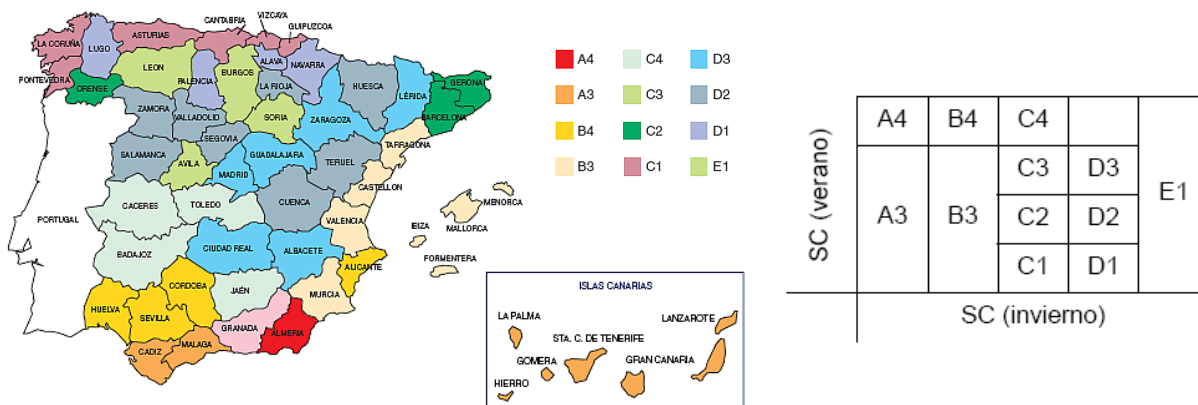 CANTABRIA
VIZCAYA
GUIPUZCOA
LA CORUÑA
LUGO
ASTURIAS
ALAVA
NAVARRA
PONTEVEDRA
ORENSE
LEON
PALENCIA
BURGOS
LA RIOJA
HUESCA
LÉRIDA
GERONA
BARCELONA
ZAMORA
VALLADOLID
SORIA
ZARAGOZA
SEGOVIA
TARRAGONA
SALAMANCA
AVILA
MADRID
GUADALAJARA
TERUEL
CASTELLON
PORTUGAL
CACERES
TOLEDO
CUENCA
VALENCIA
MENORCA
MALLORCA
IBIZA
FORMENTERA
BADAJOZ
CIUDAD REAL
ALBACETE
ALICANTE
HUELVA
SEVILLA
CORDOBA
JAÉN
MURCIA
GRANADA
ALMERIA
CADIZ
MALAGA
ISLAS CANARIAS
LA PALMA
LANZAROTE
STA. C. DE TENERIFE
GOMERA
GRAN CANARIA
HIERRO
A4 C4 D3
A3 C3 D2
B4 C2 D1
B3 C1 E1
SC (verano)
A4 B4 C4
C3 D3
A3 B3 C2 D2 E1
C1 D1
SC (invierno)